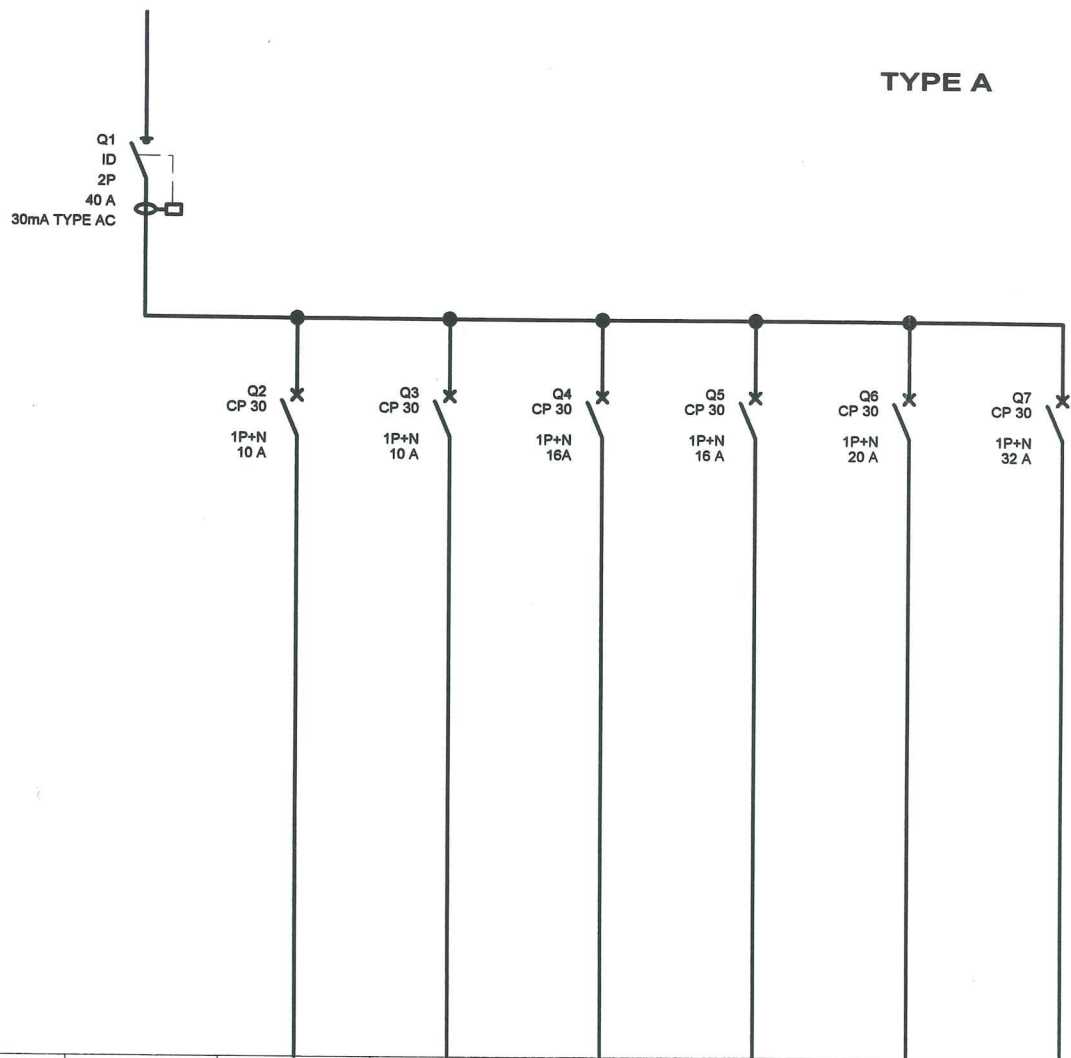 TYPE A
Q1
ID
2P
40 A
30mA TYPE AC
Q2
CP 30
1P+N
10 A
Q3
CP 30
1P+N
10 A
Q4
CP 30
1P+N
16A
Q5
CP 30
1P+N
16 A
Q6
CP 30
1P+N
20 A
Q7
CP 30
1P+N
32 A